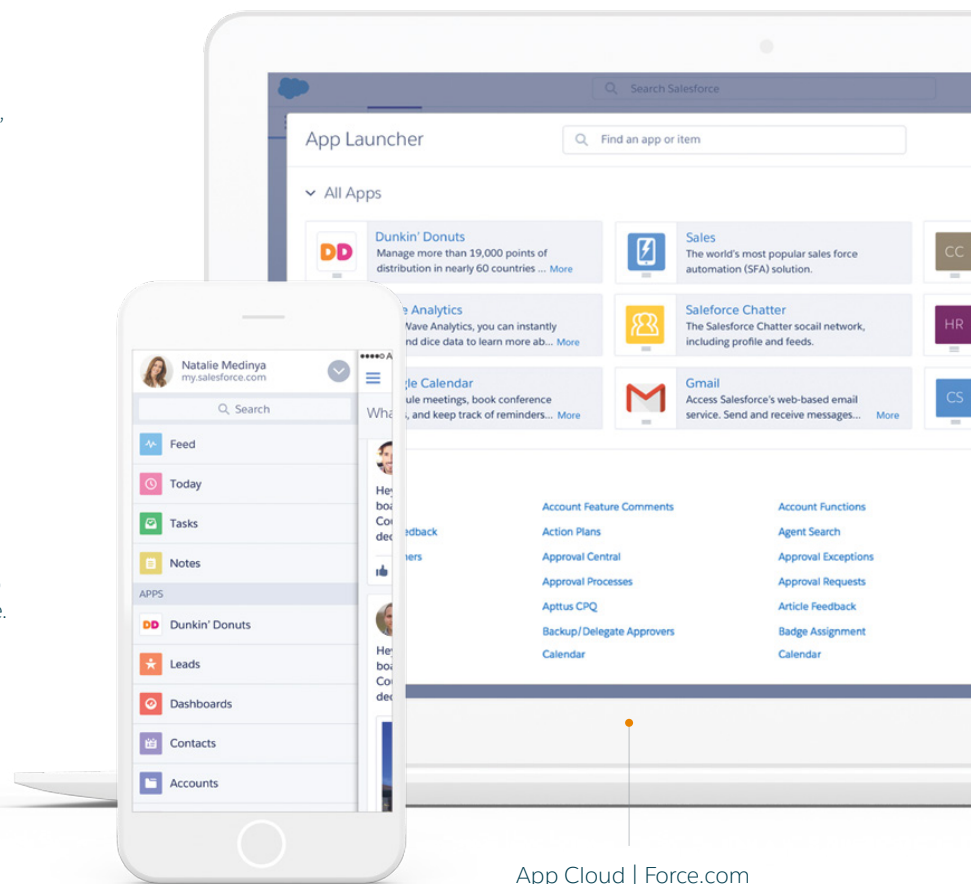 Search Salesforce
App Launcher
Find an app or item
All Apps
DD
Dunkin' Donuts
Manage more than 19,000 points of
distribution in nearly 60 countries ... More
Sales
The world's most popular sales force
automation (SFA) solution.
CC
Analytics
Wave Analytics, you can instantly
dice data to learn more ab... More
Saleforce Chatter
The Salesforce Chatter socail network,
including profile and feeds.
HR
Calendar
meetings, book conference
and keep track of reminders... More
Gmail
Access Salesforce's web-based email
service. Send and receive messages... More
CS
Account Feature Comments
Account Functions
Action Plans
Agent Search
Approval Central
Approval Exceptions
Approval Processes
Approval Requests
Apttus CPQ
Article Feedback
Backup/Delegate Approvers
Badge Assignment
Calendar
Calendar
Natalie Medinya
my.salesforce.com
Search
Feed
Today
Tasks
Notes
APPS
DD
Dunkin' Donuts
Leads
Dashboards
Contacts
Accounts
App Cloud | Force.com